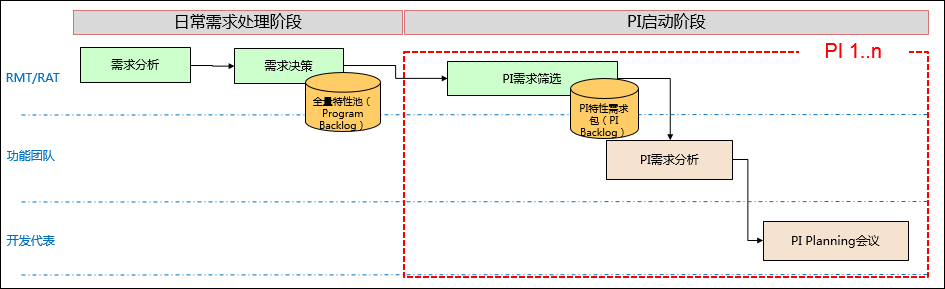 日常需求处理阶段
PI启动阶段
PI 1..n
RMT/RAT
需求分析
需求决策
PI需求筛选
全量特性池（
Program
Backlog）
PI特性需求
包（PI
Backlog）
功能团队
PI需求分析
开发代表
PI Planning会议